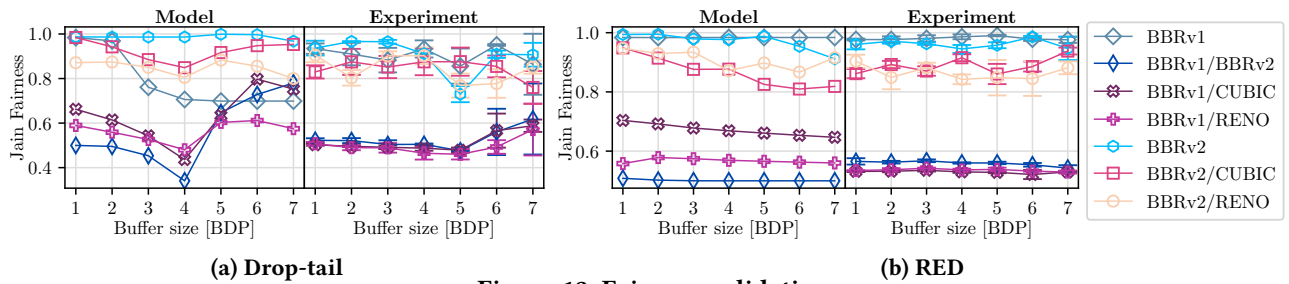 Model Experiment
Jain Fairness
1.0
0.8
0.6
0.4
1 2 3 4 5 6 7 1 2 3 4 5 6 7
Buffer size [BDP] Buffer size [BDP]
(a) Drop-tail
Model Experiment
Jain Fairness
1.0
0.8
0.6
1 2 3 4 5 6 7 1 2 3 4 5 6 7
Buffer size [BDP] Buffer size [BDP]
(b) RED
BBRv1
BBRv1/BBRv2
BBRv1/CUBIC
BBRv1/RENO
BBRv2
BBRv2/CUBIC
BBRv2/RENO